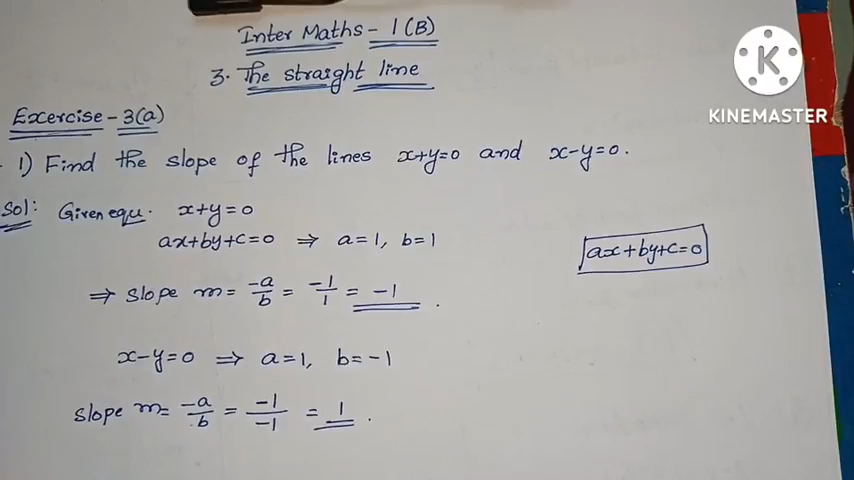 Inter Maths - 1(B)
3. The straight line
KINEMASTER
Excercise - 3(a)
1) Find the slope of the lines x+y=0 and x-y=0.
Sol: Given equ. x+y=0
ax+by+c=0 ⇒ a=1, b=1
ax+by+c=0
⇒ slope m = -a/b = -1/1 = -1.
x-y=0 ⇒ a=1, b=-1
slope m= -a/b = -1/-1 = 1.